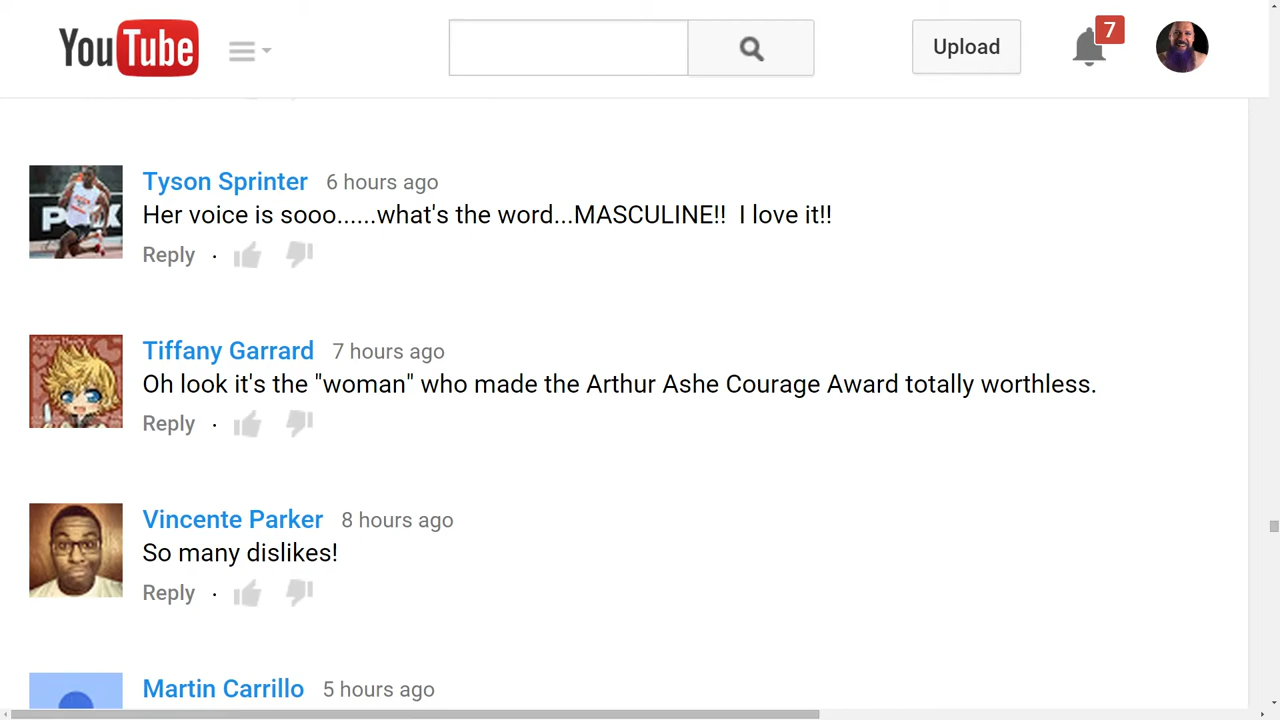 YouTube
Upload
7
Tyson Sprinter 6 hours ago
Her voice is sooo......what's the word...MASCULINE!! I love it!!
Reply ·
Tiffany Garrard 7 hours ago
Oh look it's the "woman" who made the Arthur Ashe Courage Award totally worthless.
Reply ·
Vincente Parker 8 hours ago
So many dislikes!
Reply ·
Martin Carrillo 5 hours ago